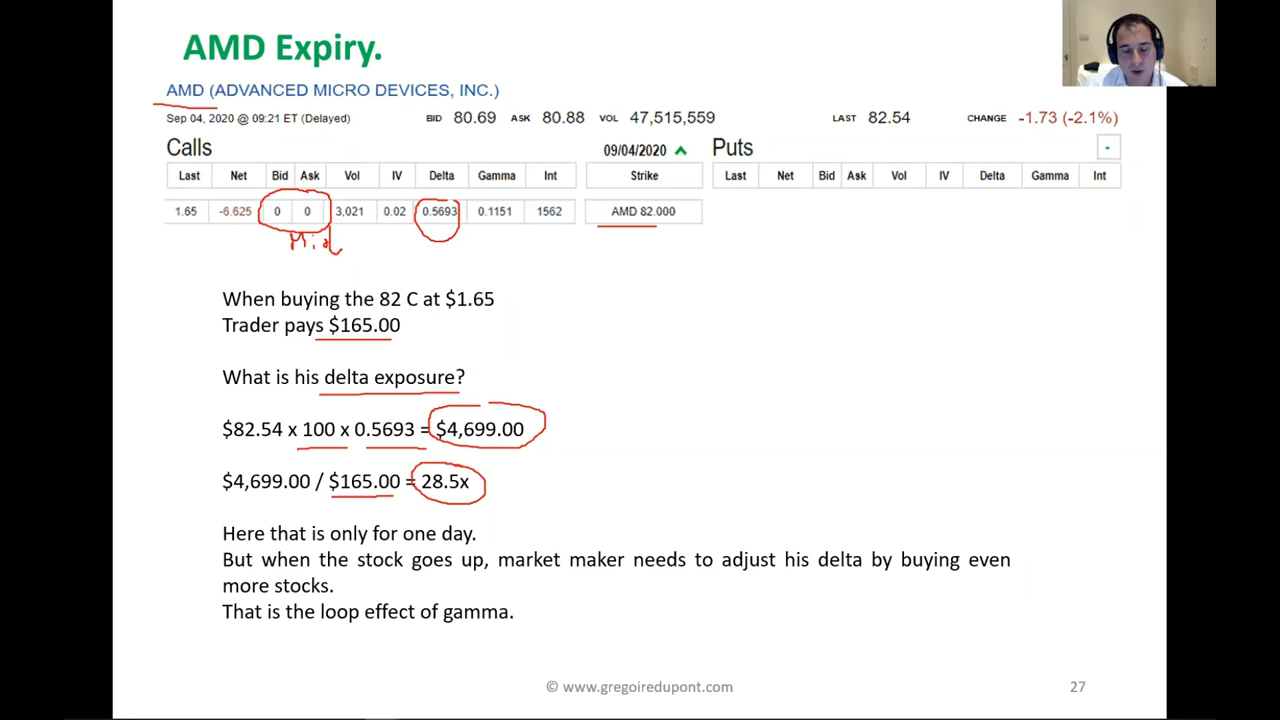 AMD Expiry.
AMD (ADVANCED MICRO DEVICES, INC.)
Sep 04, 2020 @ 09:21 ET (Delayed) BID 80.69 ASK 80.88 VOL 47,515,559 LAST 82.54 CHANGE -1.73 (-2.1%)
Calls 09/04/2020 Puts -
Last Net Bid Ask Vol IV Delta Gamma Int Strike Last Net Bid Ask Vol IV Delta Gamma Int
1.65 -6.625 0 0 3,021 0.02 0.5693 0.1151 1562 AMD 82.000
Mid
When buying the 82 C at $1.65
Trader pays $165.00
What is his delta exposure?
$82.54 x 100 x 0.5693 = $4,699.00
$4,699.00 / $165.00 = 28.5x
Here that is only for one day.
But when the stock goes up, market maker needs to adjust his delta by buying even
more stocks.
That is the loop effect of gamma.
© www.gregoiredupont.com 27